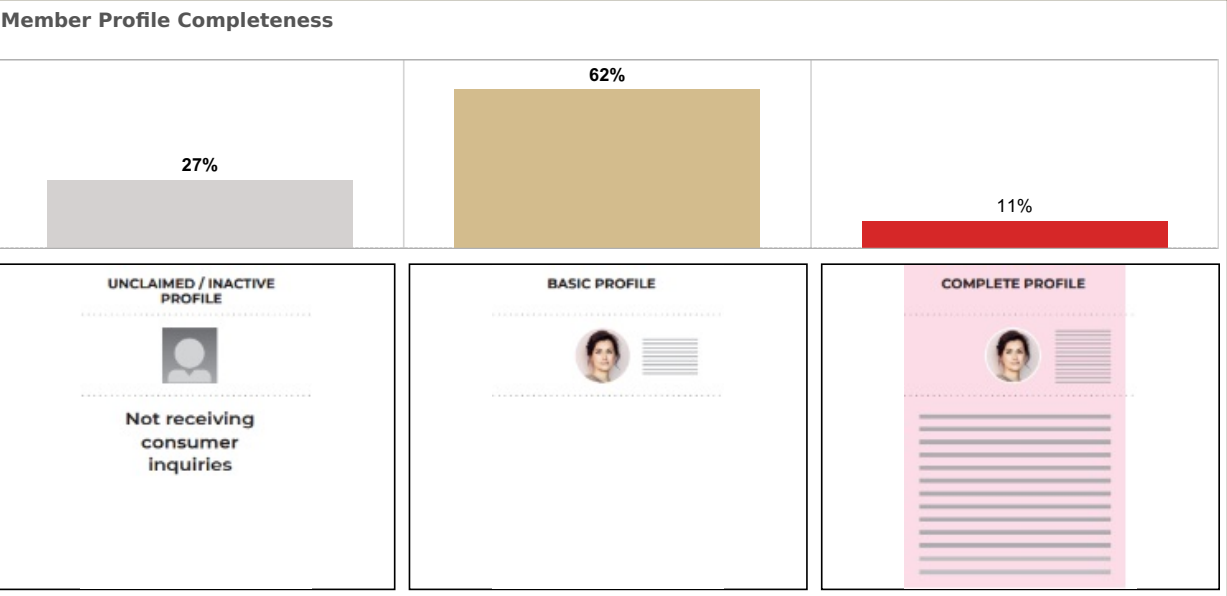 Member Profile Completeness
62%
27%
11%
UNCLAIMED / INACTIVE
PROFILE
Not receiving
consumer
inquiries
BASIC PROFILE
COMPLETE PROFILE